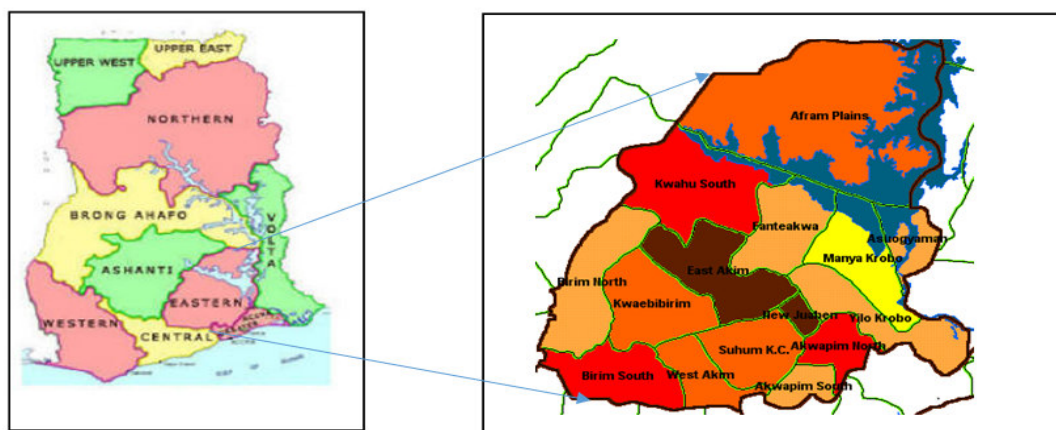 UPPER EAST
UPPER WEST
NORTHERN
BRONG AHAFO
VOLTA
ASHANTI
EASTERN
WESTERN
CENTRAL
Afram Plains
Kwahu South
Fanteakwa
Asuogyaman
Manya Krobo
East Akim
Birim North
Kwaebibirim
New Juaben
Yilo Krobo
Suhum K.C.
Akwapim North
Birim South
West Akim
Akwapim South